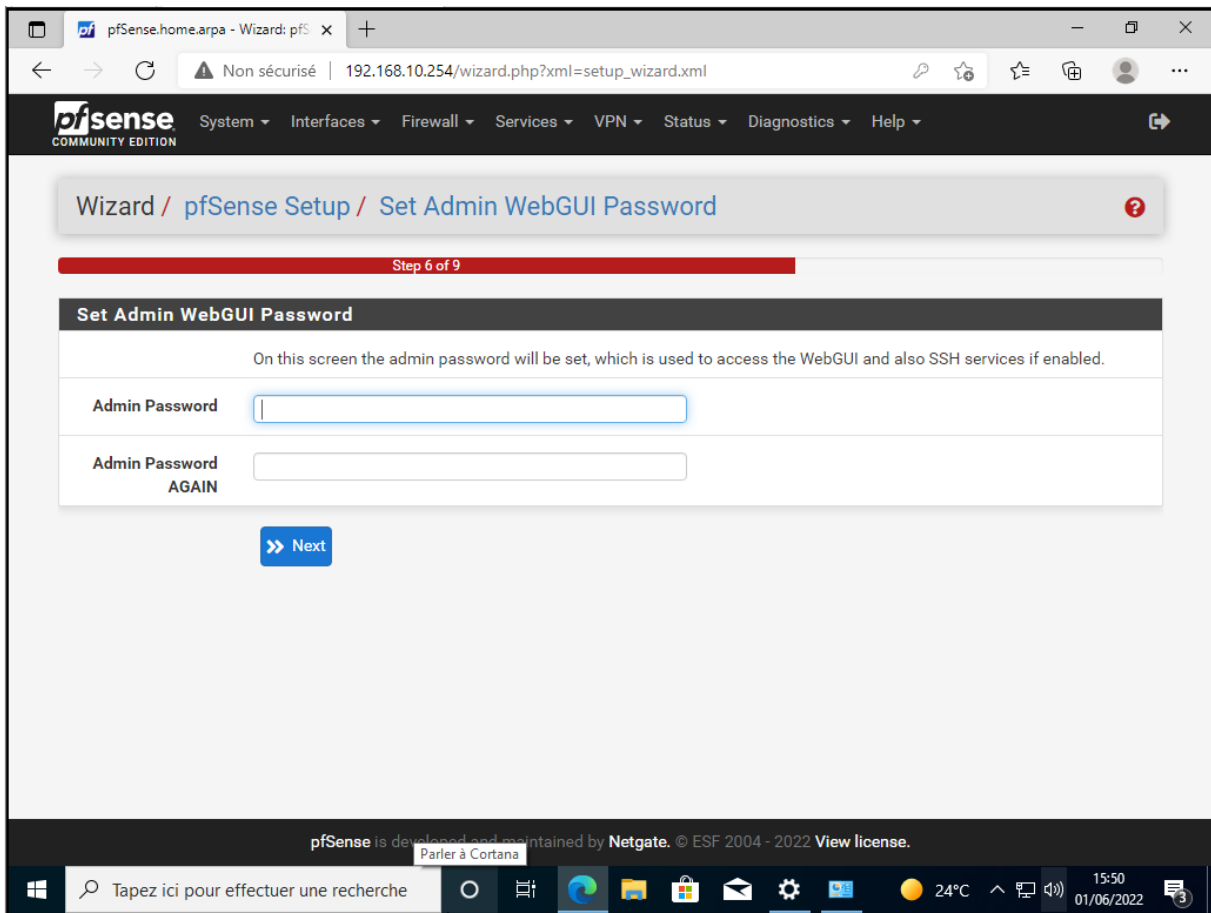 pfSense.home.arpa - Wizard: pfS
Non sécurisé | 192.168.10.254/wizard.php?xml=setup_wizard.xml
pfsense
COMMUNITY EDITION
System Interfaces Firewall Services VPN Status Diagnostics Help
Wizard / pfSense Setup / Set Admin WebGUI Password
Step 6 of 9
Set Admin WebGUI Password
On this screen the admin password will be set, which is used to access the WebGUI and also SSH services if enabled.
Admin Password
Admin Password
AGAIN
Next
pfSense is developed and maintained by Netgate. © ESF 2004 - 2022 View license.
Parler à Cortana
Tapez ici pour effectuer une recherche
24°C
15:50
01/06/2022
3